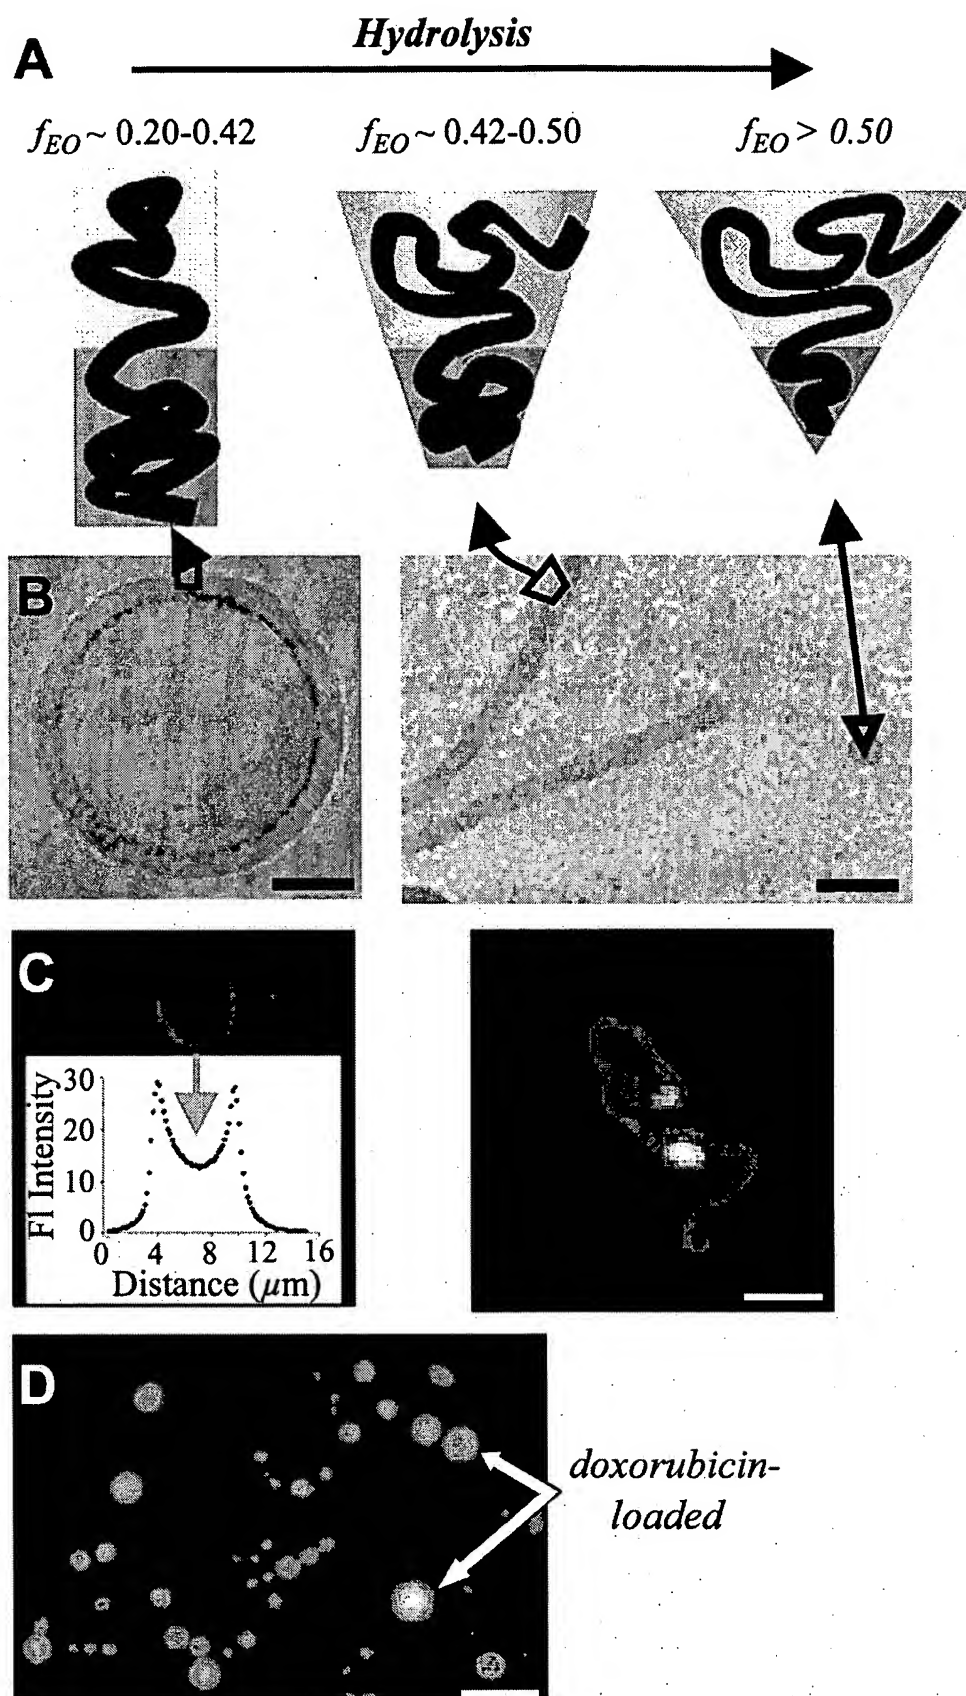 A
Hydrolysis
fEO ~ 0.20-0.42
fEO ~ 0.42-0.50
fEO > 0.50
B
C
Fl Intensity
30
20
10
0
0 4 8 12 16
Distance (μm)
D
doxorubicin-
loaded